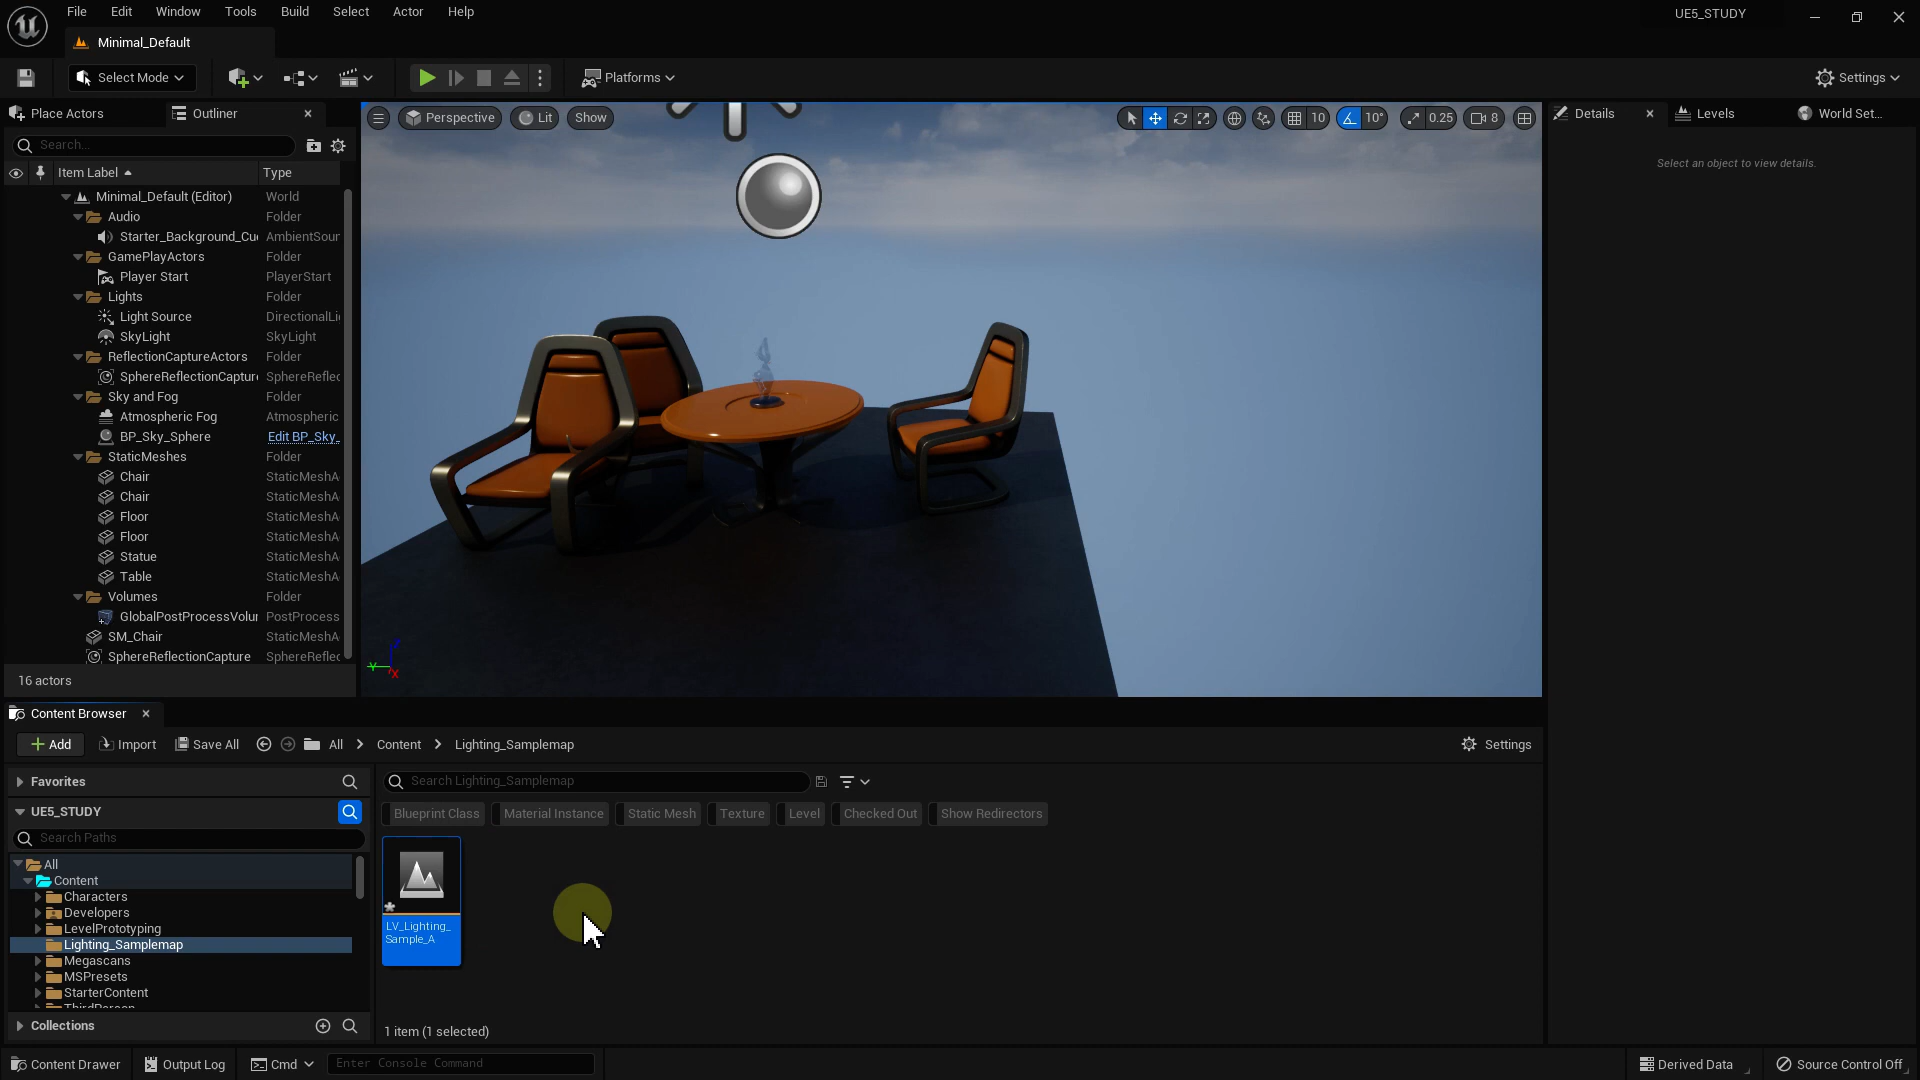 File Edit Window Tools Build Select Actor Help
UE5_STUDY
Minimal_Default
Select Mode
Platforms
Settings
Place Actors
Outliner
Perspective
Lit
Show
10
10°
0.25
8
Details
Levels
World Set...
Search...
Select an object to view details.
Item Label Type
Minimal_Default (Editor) World
Audio Folder
Starter_Background_Cu AmbientSour
GamePlayActors Folder
Player Start PlayerStart
Lights Folder
Light Source DirectionalLi
SkyLight SkyLight
ReflectionCaptureActors Folder
SphereReflectionCapture SphereReflec
Sky and Fog Folder
Atmospheric Fog Atmospheric
BP_Sky_Sphere Edit BP_Sky_
StaticMeshes Folder
Chair StaticMeshA
Chair StaticMeshA
Floor StaticMeshA
Floor StaticMeshA
Statue StaticMeshA
Table StaticMeshA
Volumes Folder
GlobalPostProcessVolu PostProcess
SM_Chair StaticMeshA
SphereReflectionCapture SphereReflec
16 actors
Content Browser
Add
Import
Save All
All
Content
Lighting_Samplemap
Settings
Favorites
Search Lighting_Samplemap
UE5_STUDY
Blueprint Class
Material Instance
Static Mesh
Texture
Level
Checked Out
Show Redirectors
Search Paths
All
Content
Characters
Developers
LevelPrototyping
Lighting_Samplemap
Megascans
MSPresets
StarterContent
ThirdPerson
LV_Lighting_
Sample_A
Collections
1 item (1 selected)
Content Drawer
Output Log
Cmd
Enter Console Command
Derived Data
Source Control Off